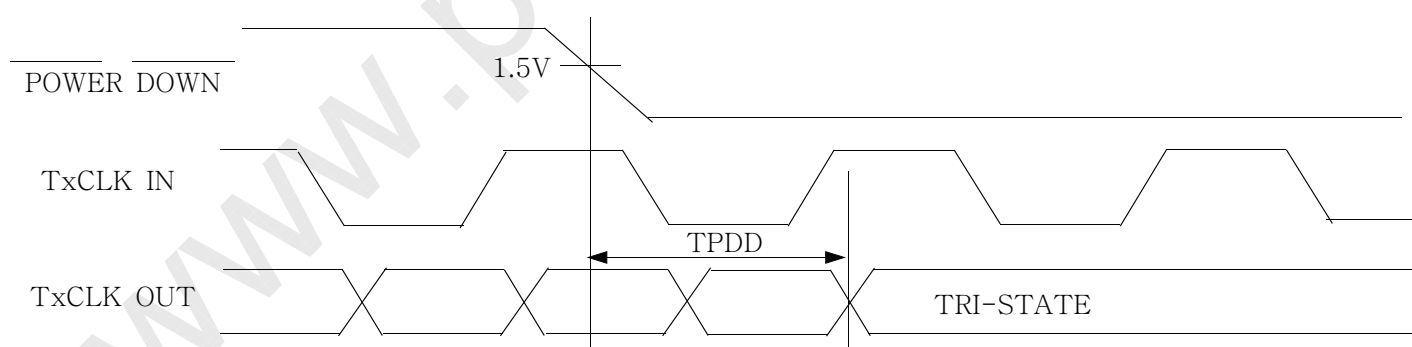 1.5V
POWER DOWN
TxCLK IN
TPDD
TxCLK OUT
TRI-STATE
www.p